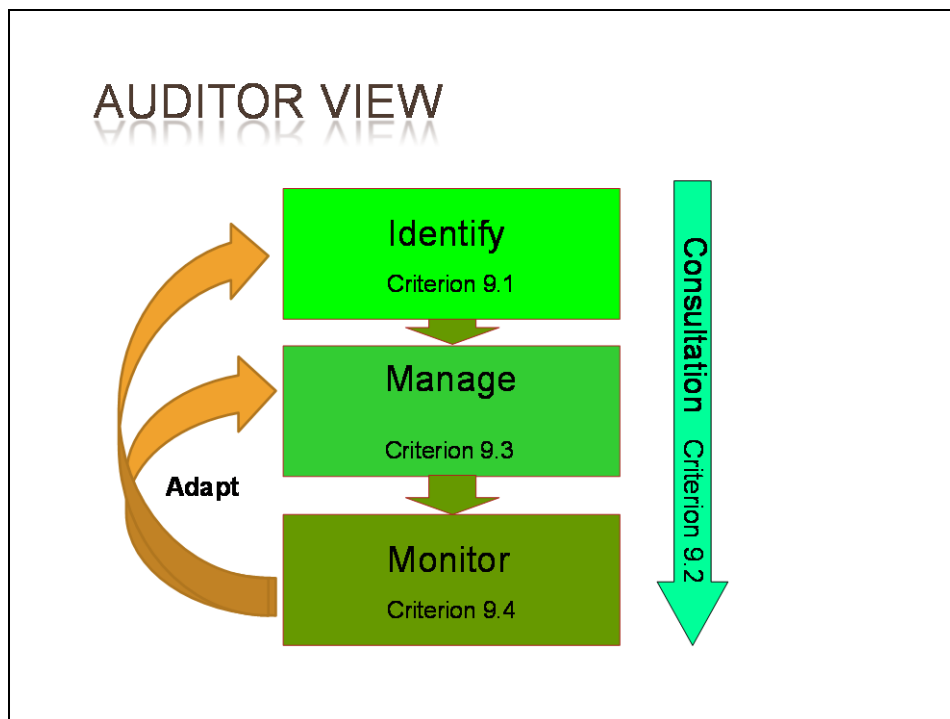 AUDITOR VIEW
Identify
Criterion 9.1
Manage
Criterion 9.3
Adapt
Monitor
Criterion 9.4
Consultation Criterion 9.2